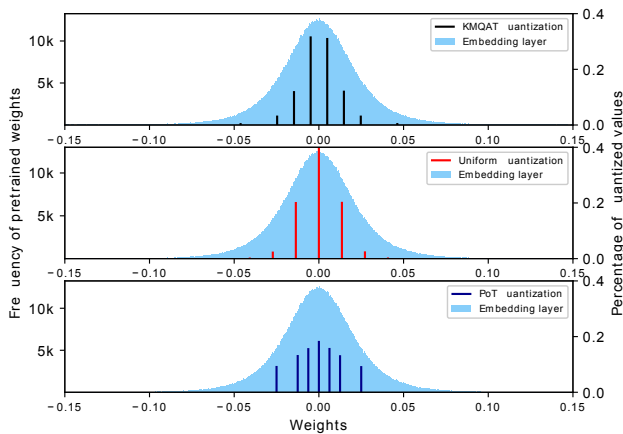 Fre uency of pretrained weights
10k
5k
KMQAT uantization
Embedding layer
0.4
0.3
0.2
0.1
0.0
−0.15 −0.10 −0.05 0.00 0.05 0.10 0.15
10k
5k
Uniform uantization
Embedding layer
0.4
0.2
0.0
−0.15 −0.10 −0.05 0.00 0.05 0.10 0.15
10k
5k
PoT uantization
Embedding layer
0.4
0.2
0.0
−0.15 −0.10 −0.05 0.00 0.05 0.10 0.15
Weights
Percentage of uantized values